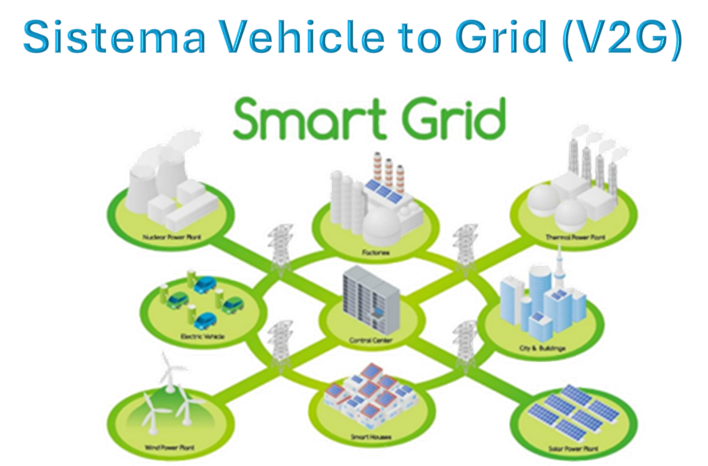 Sistema Vehicle to Grid (V2G)
Smart Grid
Nuclear Power Plant
Factories
Thermal Power Plant
Electric Vehicle
Control Center
City & Buildings
Wind Power Plant
Smart Houses
Solar Power Plant